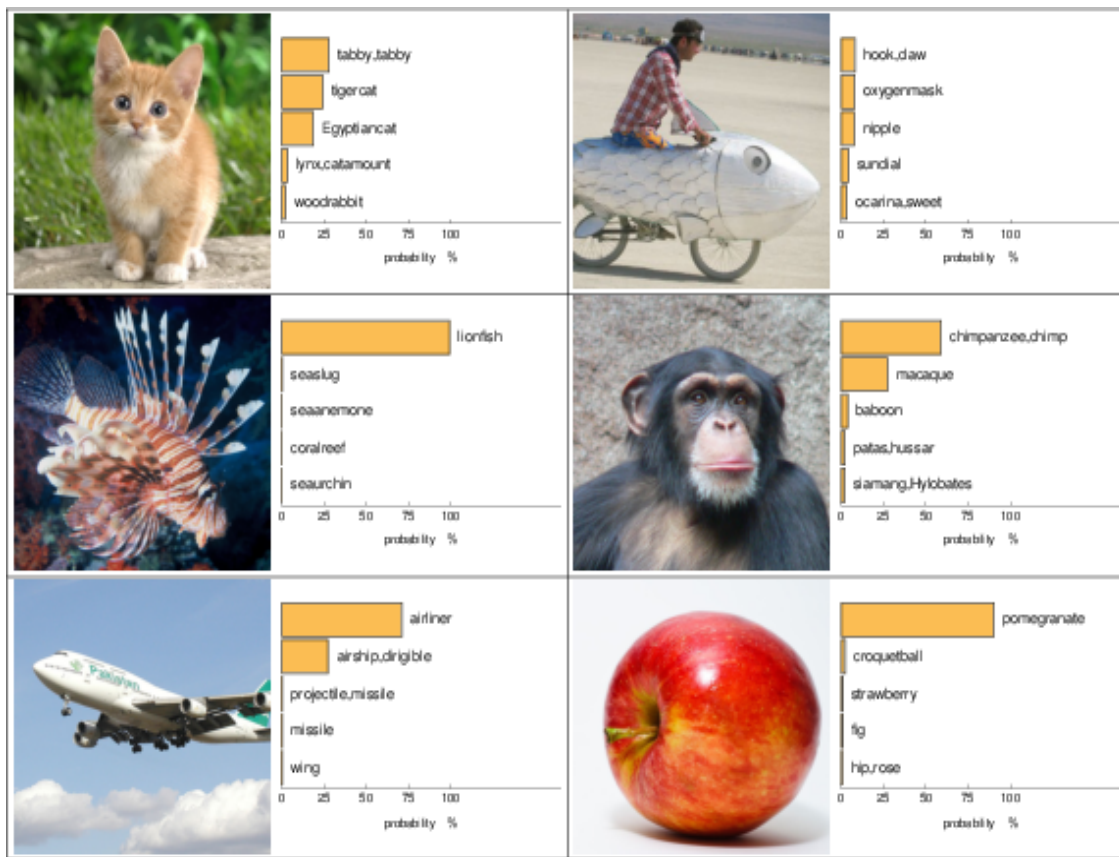 tabby,tabby
tigercat
Egyptiancat
lynx,catamount
woodrabbit
0 25 50 75 100
probability %
hook,claw
oxygenmask
nipple
sundial
ocarina,sweet
0 25 50 75 100
probability %
lionfish
seaslug
seaanemone
coralreef
seaurchin
0 25 50 75 100
probability %
chimpanzee,chimp
macaque
baboon
patas,hussar
siamang,Hylobates
0 25 50 75 100
probability %
airliner
airship,dirigible
projectile,missile
missile
wing
0 25 50 75 100
probability %
pomegranate
croquetball
strawberry
fig
hip,rose
0 25 50 75 100
probability %